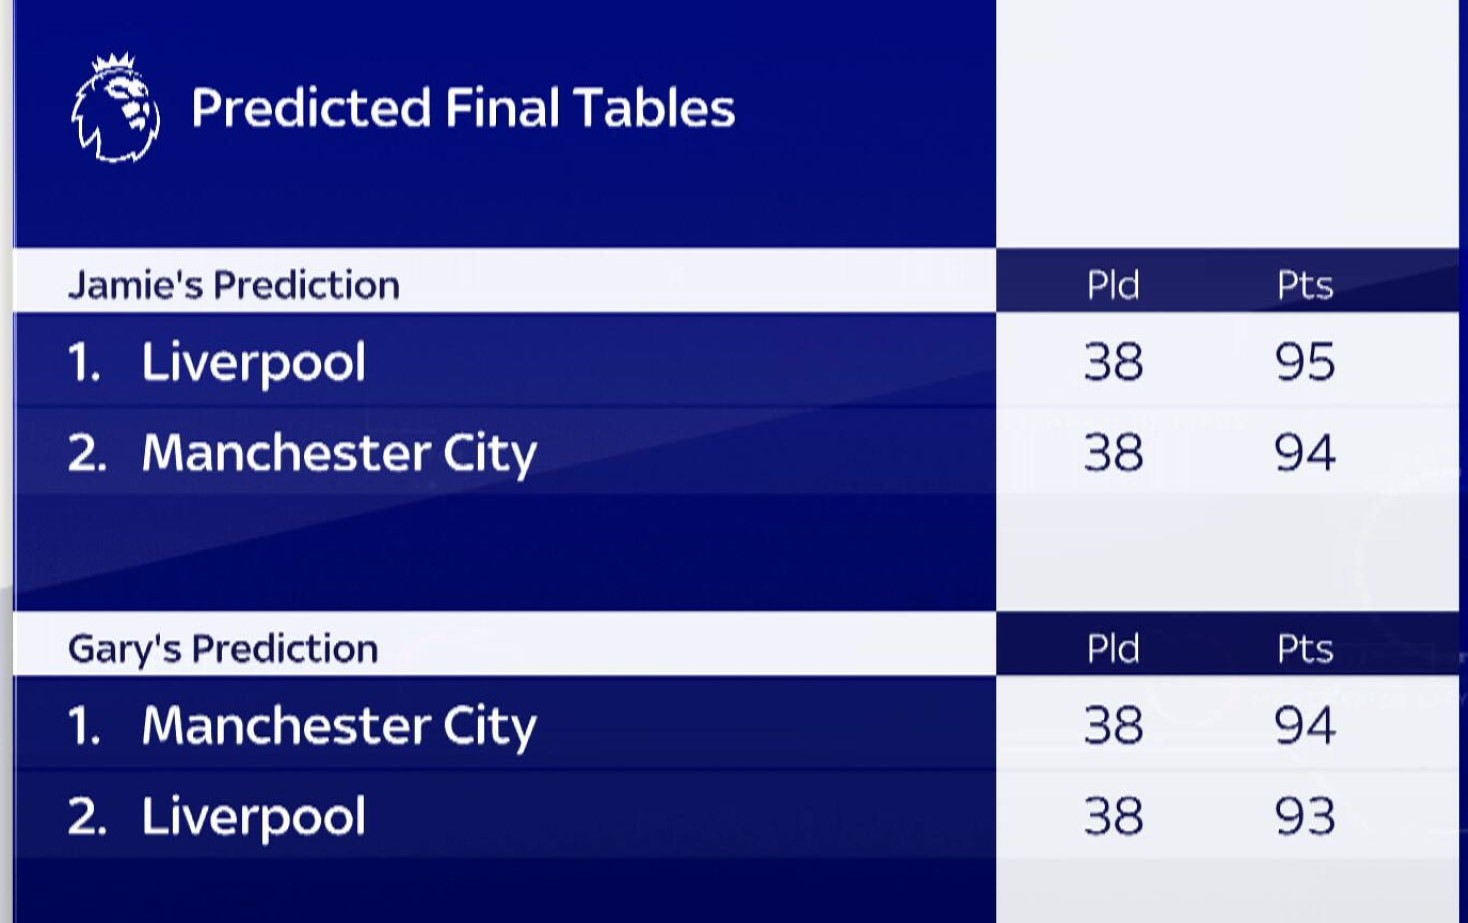 Predicted Final Tables
Jamie's Prediction Pld Pts
1. Liverpool 38 95
2. Manchester City 38 94
Gary's Prediction Pld Pts
1. Manchester City 38 94
2. Liverpool 38 93